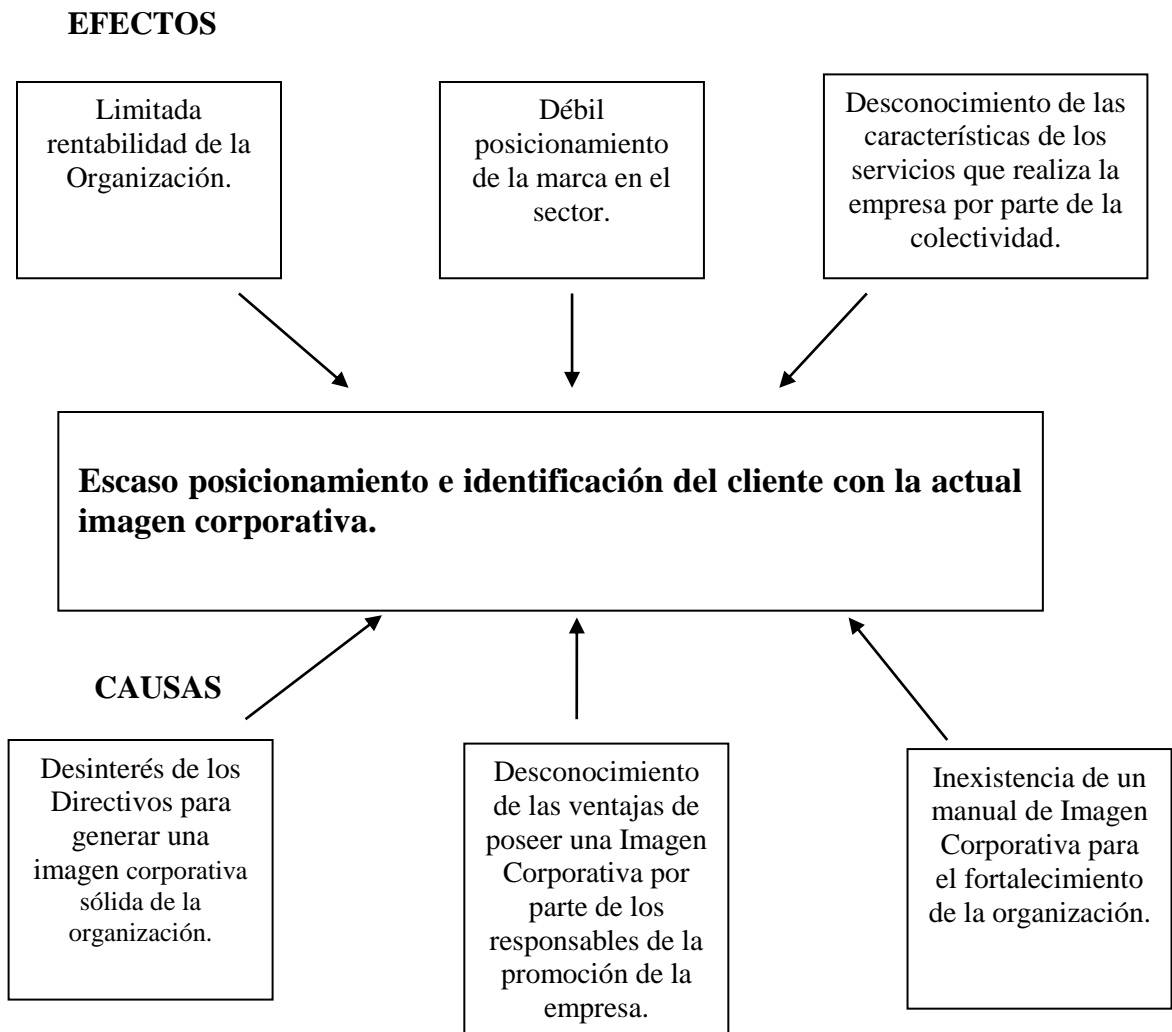 EFECTOS
Limitada
rentabilidad de la
Organización.
Débil
posicionamiento
de la marca en el
sector.
Desconocimiento de las
características de los
servicios que realiza la
empresa por parte de la
colectividad.
Escaso posicionamiento e identificación del cliente con la actual
imagen corporativa.
CAUSAS
Desinterés de los
Directivos para
generar una
imagen corporativa
sólida de la
organización.
Desconocimiento
de las ventajas de
poseer una Imagen
Corporativa por
parte de los
responsables de la
promoción de la
empresa.
Inexistencia de un
manual de Imagen
Corporativa para
el fortalecimiento
de la organización.